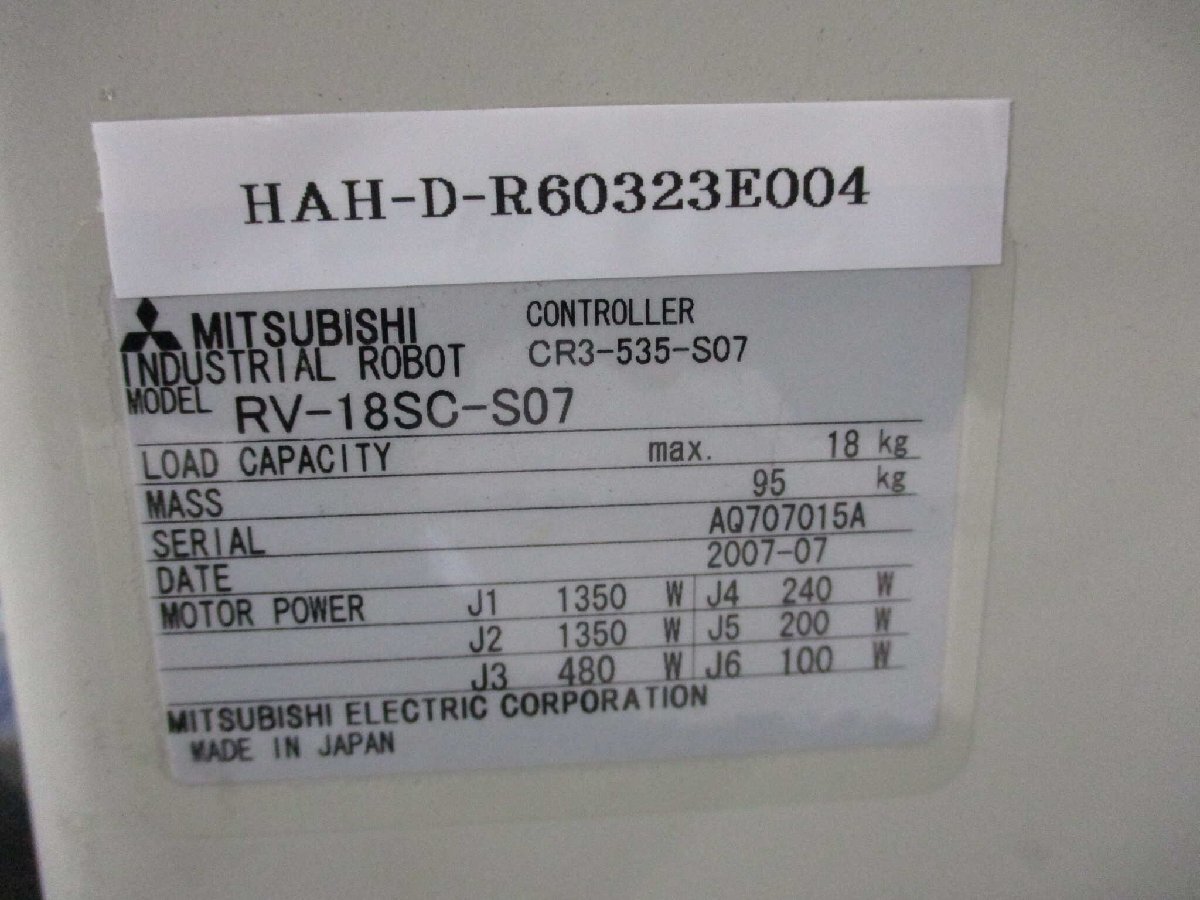 HAH-D-R60323E004
MITSUBISHI CONTROLLER
INDUSTRIAL ROBOT CR3-535-S07
MODEL RV-18SC-S07
LOAD CAPACITY max. 18 kg
MASS 95 kg
SERIAL AQ707015A
DATE 2007-07
MOTOR POWER J1 1350 W J4 240 W
J2 1350 W J5 200 W
J3 480 W J6 100 W
MITSUBISHI ELECTRIC CORPORATION
MADE IN JAPAN